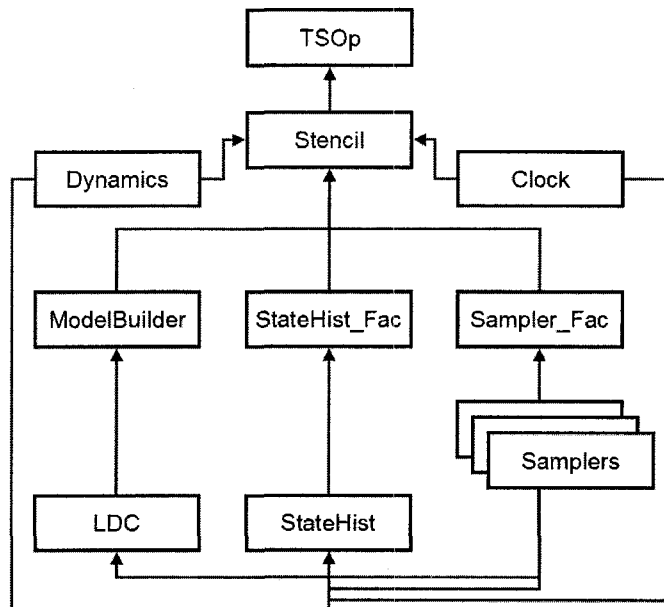 TSOp
Stencil
Dynamics
Clock
ModelBuilder
StateHist_Fac
Sampler_Fac
Samplers
LDC
StateHist